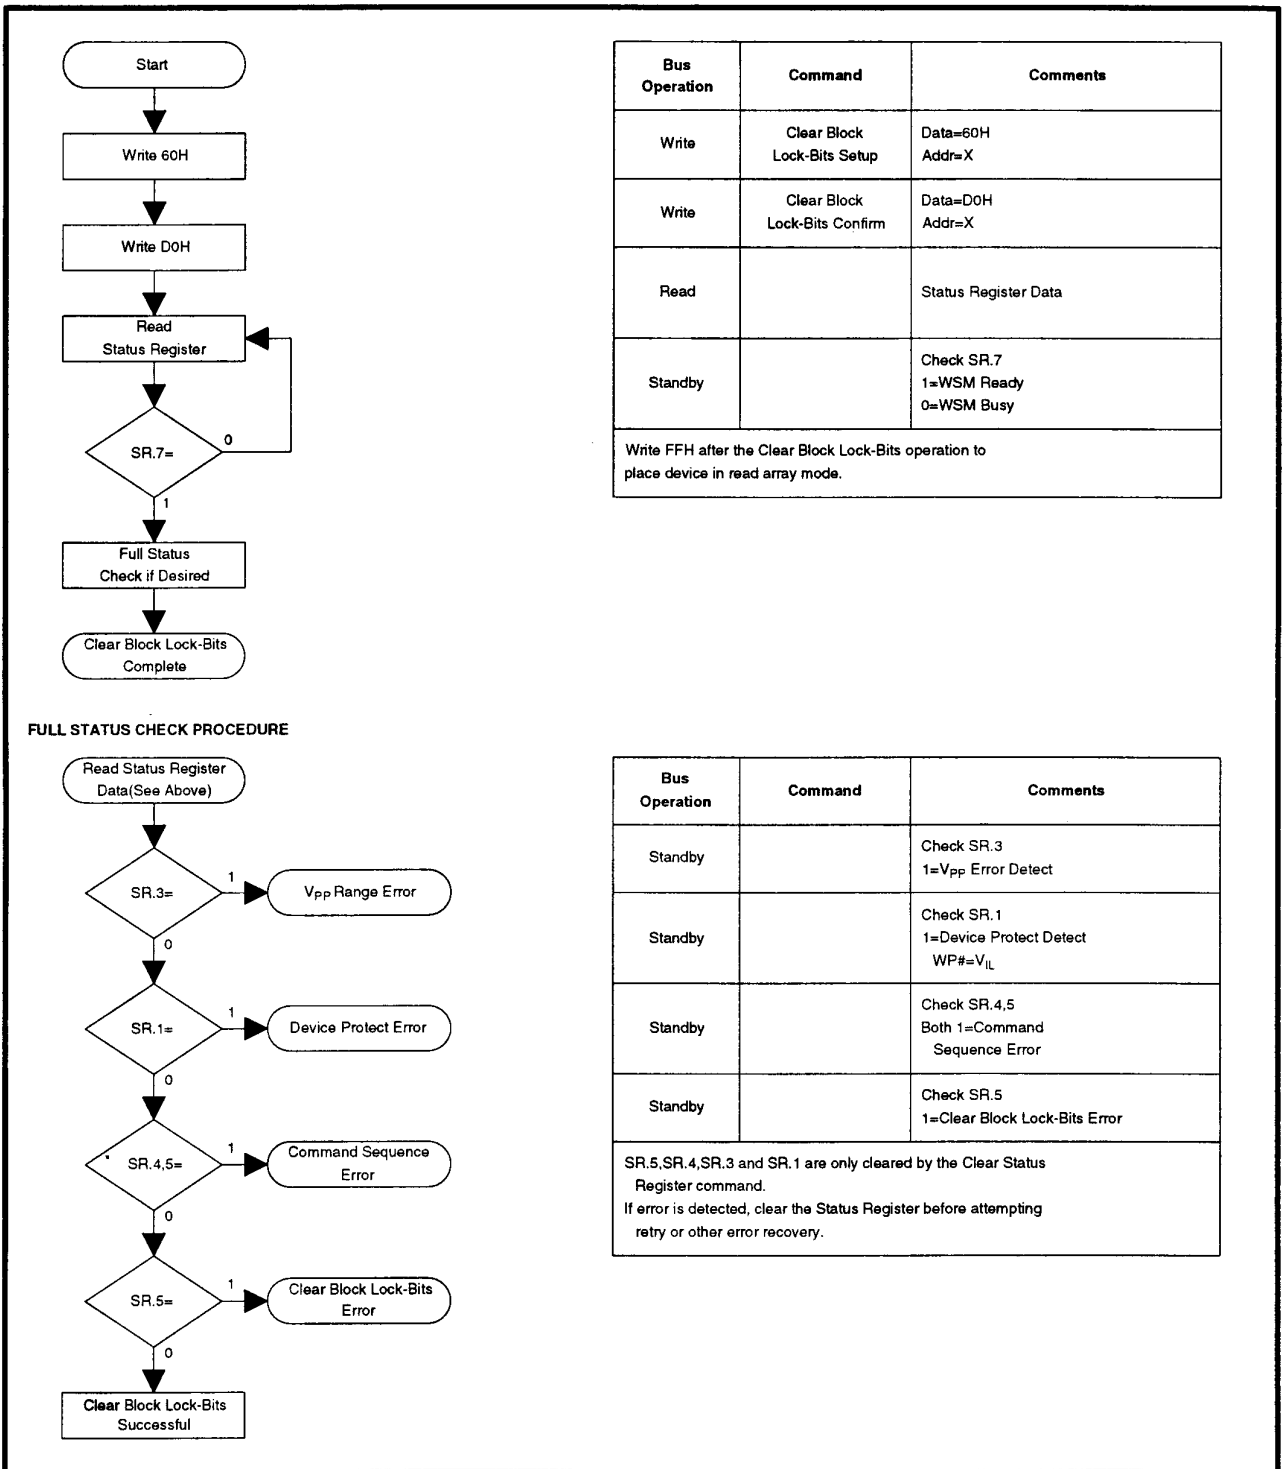 Start
Write 60H
Write D0H
Read
Status Register
SR.7=
0
1
Full Status
Check if Desired
Clear Block Lock-Bits
Complete
Bus
Operation
Command
Comments
Write
Clear Block
Lock-Bits Setup
Data=60H
Addr=X
Write
Clear Block
Lock-Bits Confirm
Data=D0H
Addr=X
Read
Status Register Data
Standby
Check SR.7
1=WSM Ready
0=WSM Busy
Write FFH after the Clear Block Lock-Bits operation to
place device in read array mode.
FULL STATUS CHECK PROCEDURE
Read Status Register
Data(See Above)
SR.3=
1
VPP Range Error
0
SR.1=
1
Device Protect Error
0
SR.4,5=
1
Command Sequence
Error
0
SR.5=
1
Clear Block Lock-Bits
Error
0
Clear Block Lock-Bits
Successful
Bus
Operation
Command
Comments
Standby
Check SR.3
1=VPP Error Detect
Standby
Check SR.1
1=Device Protect Detect
WP#=VIL
Standby
Check SR.4,5
Both 1=Command
Sequence Error
Standby
Check SR.5
1=Clear Block Lock-Bits Error
SR.5,SR.4,SR.3 and SR.1 are only cleared by the Clear Status
Register command.
If error is detected, clear the Status Register before attempting
retry or other error recovery.